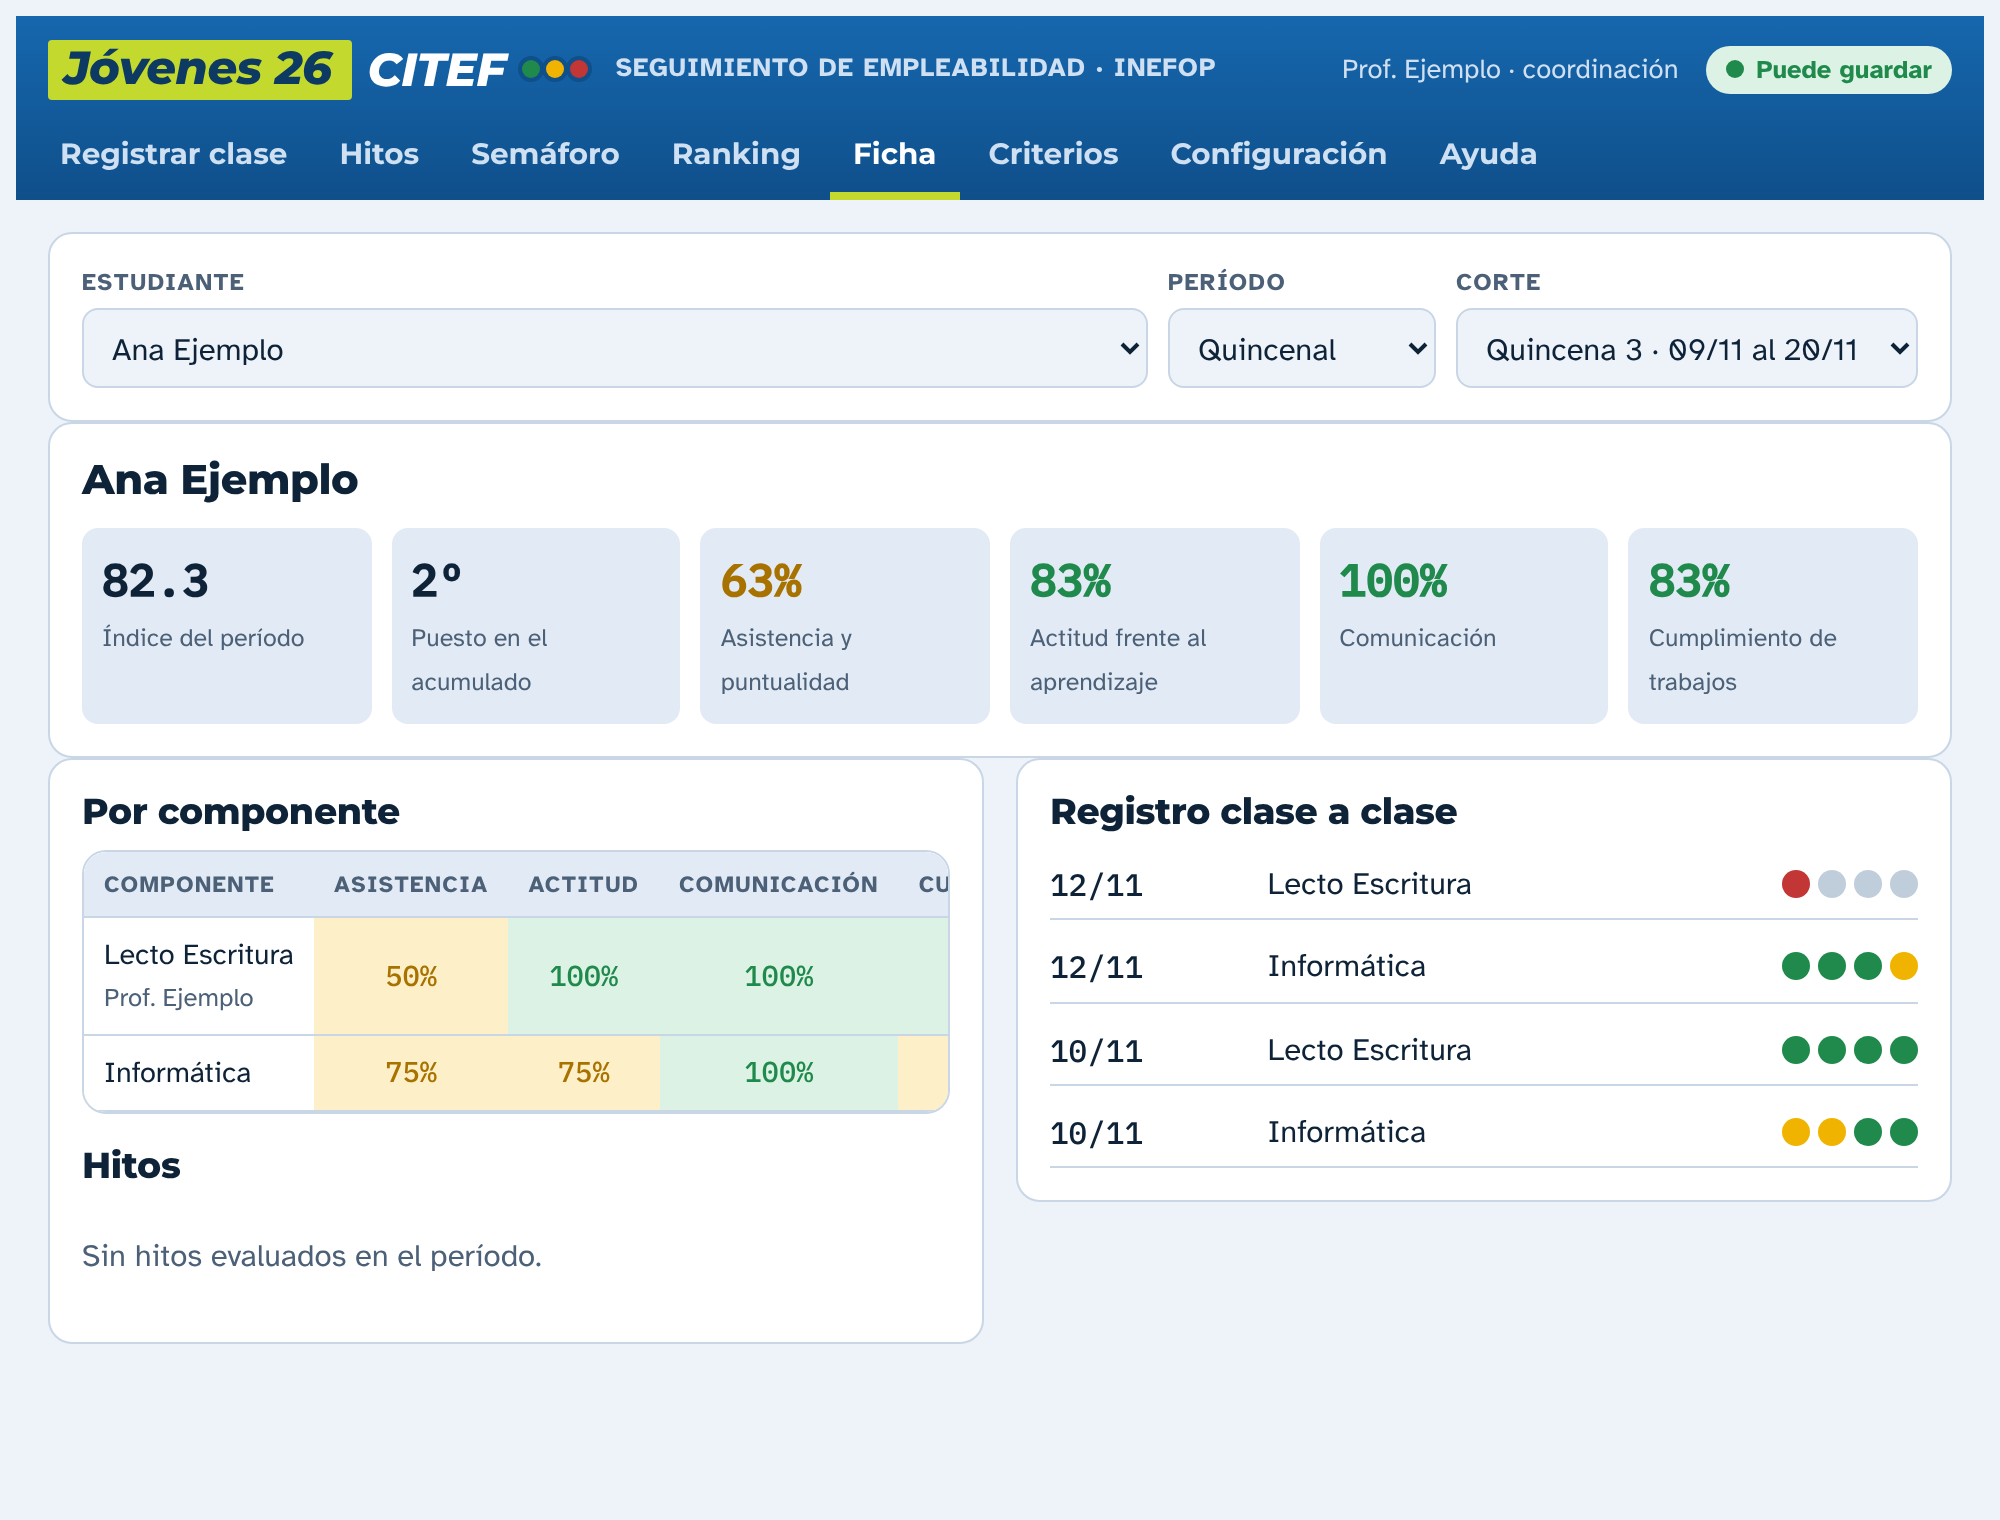 Jóvenes 26 CITEF SEGUIMIENTO DE EMPLEABILIDAD · INEFOP Prof. Ejemplo · coordinación Puede guardar
Registrar clase Hitos Semáforo Ranking Ficha Criterios Configuración Ayuda
ESTUDIANTE PERÍODO CORTE
Ana Ejemplo Quincenal Quincena 3 · 09/11 al 20/11
Ana Ejemplo
82.3
Índice del período
2º
Puesto en el
acumulado
63%
Asistencia y
puntualidad
83%
Actitud frente al
aprendizaje
100%
Comunicación
83%
Cumplimiento de
trabajos
Por componente
COMPONENTE ASISTENCIA ACTITUD COMUNICACIÓN CU
Lecto Escritura
Prof. Ejemplo
50% 100% 100%
Informática 75% 75% 100%
Hitos
Sin hitos evaluados en el período.
Registro clase a clase
12/11 Lecto Escritura
12/11 Informática
10/11 Lecto Escritura
10/11 Informática